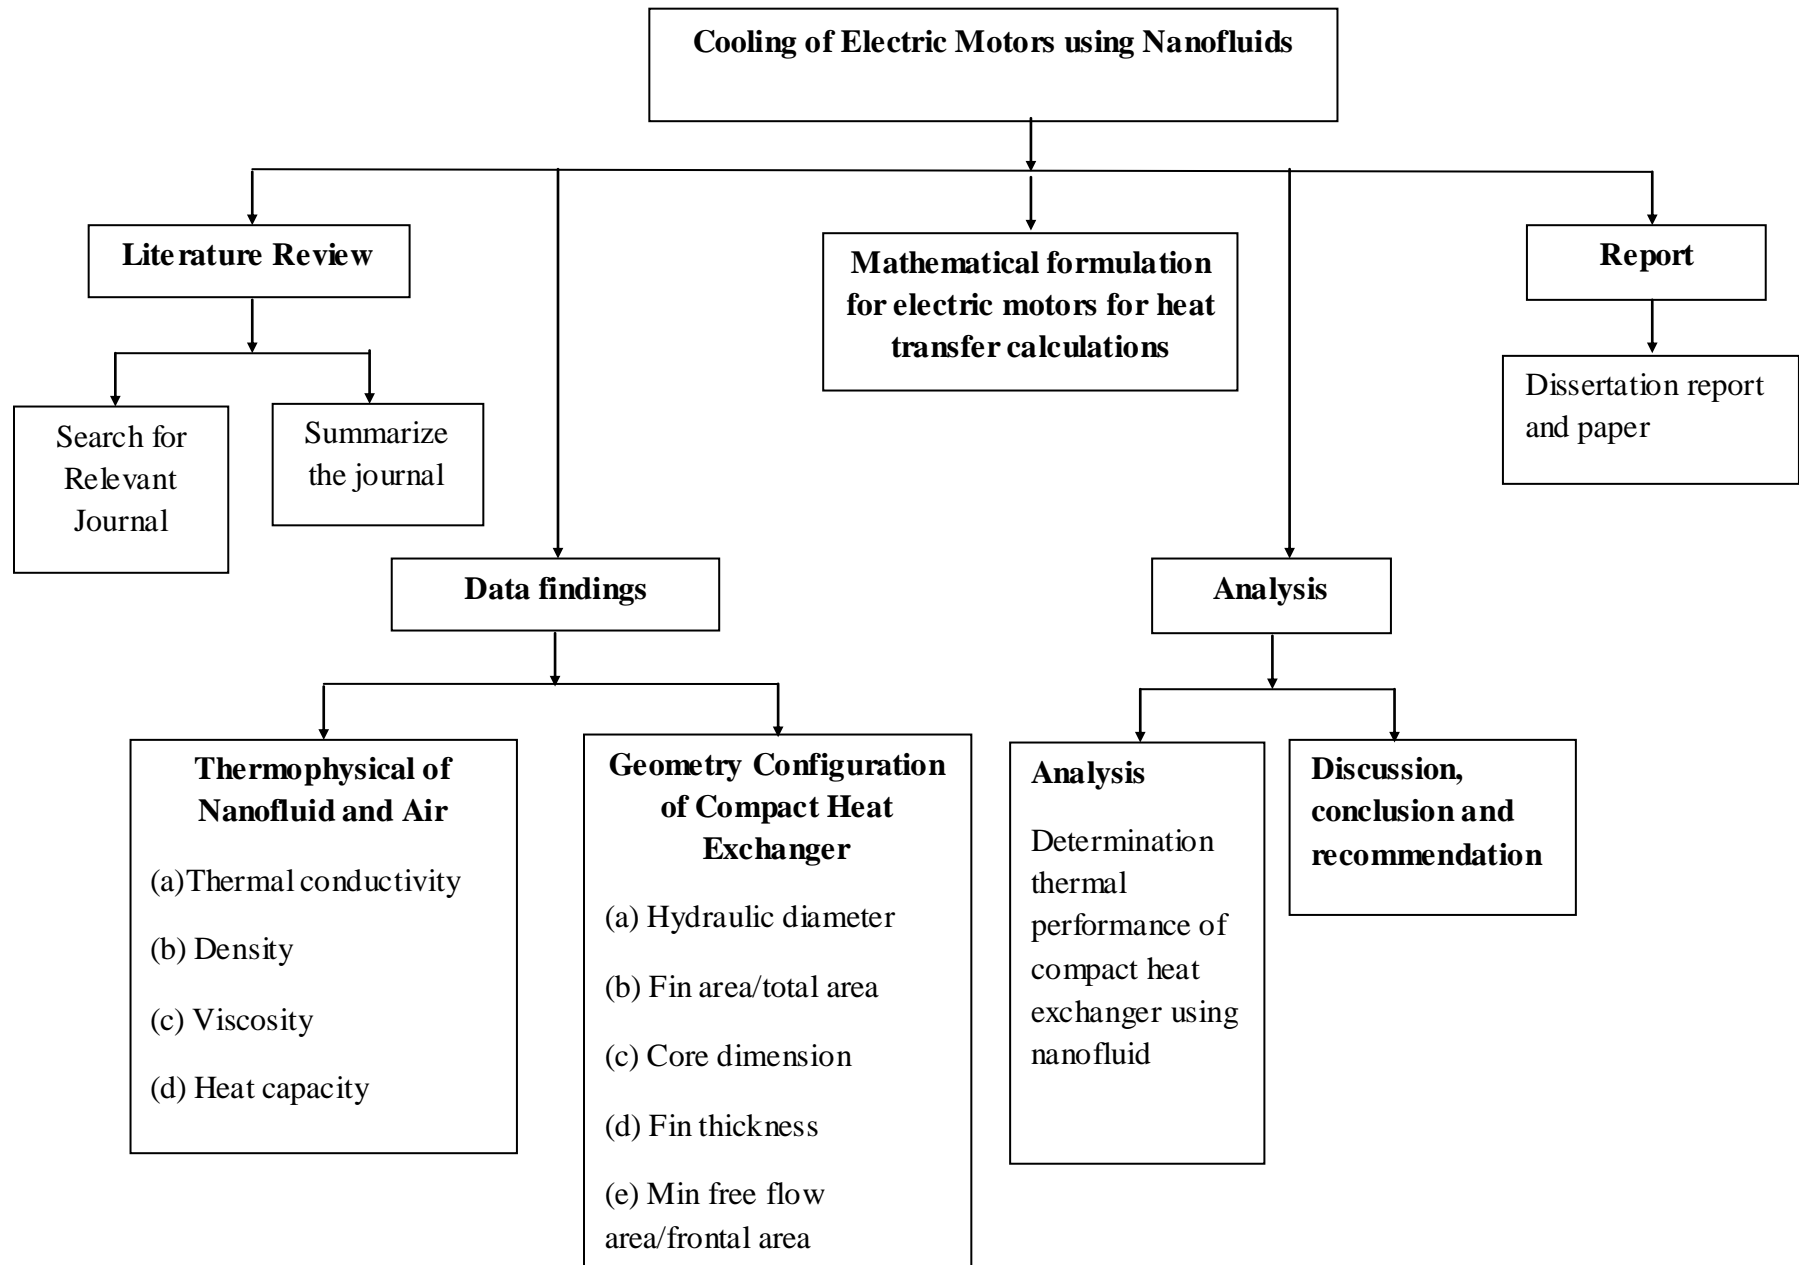 Cooling of Electric Motors using Nanofluids
Literature Review
Mathematical formulation
for electric motors for heat
transfer calculations
Report
Search for
Relevant
Journal
Summarize
the journal
Dissertation report
and paper
Data findings
Analysis
Thermophysical of
Nanofluid and Air
(a)Thermal conductivity
(b) Density
(c) Viscosity
(d) Heat capacity
Geometry Configuration
of Compact Heat
Exchanger
(a) Hydraulic diameter
(b) Fin area/total area
(c) Core dimension
(d) Fin thickness
(e) Min free flow
area/frontal area
Analysis
Determination
thermal
performance of
compact heat
exchanger using
nanofluid
Discussion,
conclusion and
recommendation